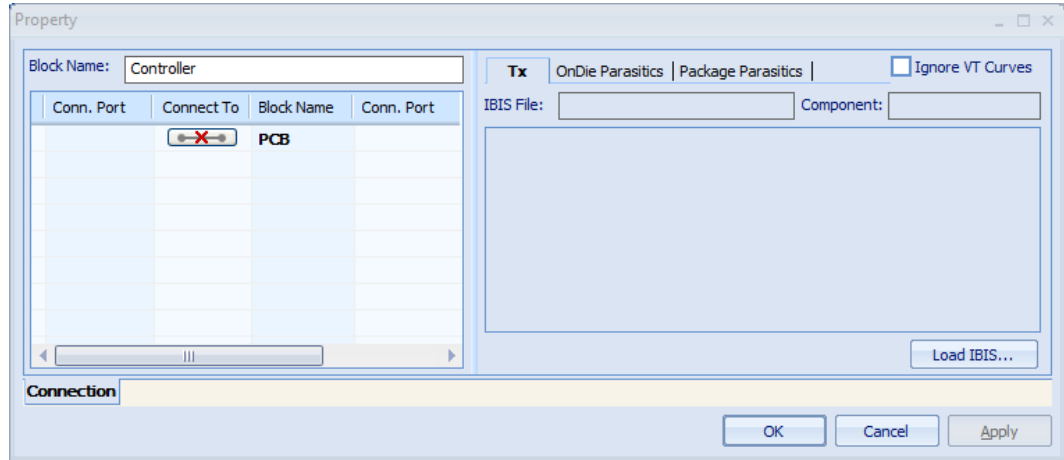 Property
Block Name: Controller
Conn. Port Connect To Block Name Conn. Port
PCB
Tx OnDie Parasitics Package Parasitics Ignore VT Curves
IBIS File: Component:
Load IBIS...
Connection
OK Cancel Apply